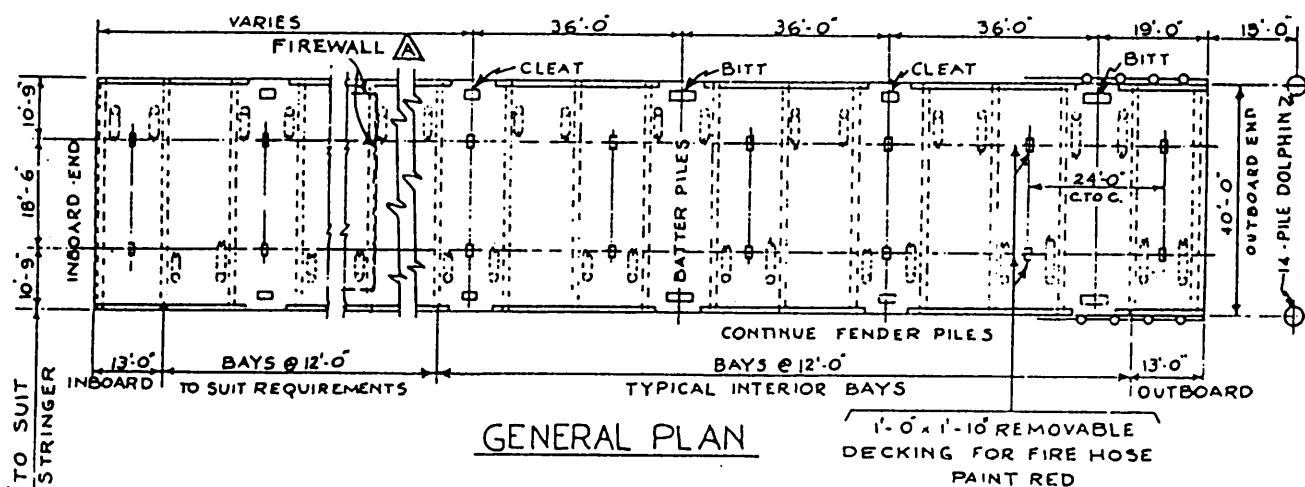 VARIES
36'-0"
36'-0"
36'-0"
19'-0"
15'-0"
FIREWALL
A
CLEAT
BITT
CLEAT
BITT
10'-9"
18'-6"
10'-9"
INBOARD END
BATTER PILES
24'-0"
C. TO C.
40'-0"
OUTBOARD END
14-PILE DOLPHIN
CONTINUE FENDER PILES
13'-0"
BAYS @ 12'-0"
BAYS @ 12'-0"
13'-0"
INBOARD
TO SUIT REQUIREMENTS
TYPICAL INTERIOR BAYS
OUTBOARD
TO SUIT
STRINGER
GENERAL PLAN
1'-0" x 1'-10" REMOVABLE
DECKING FOR FIRE HOSE
PAINT RED